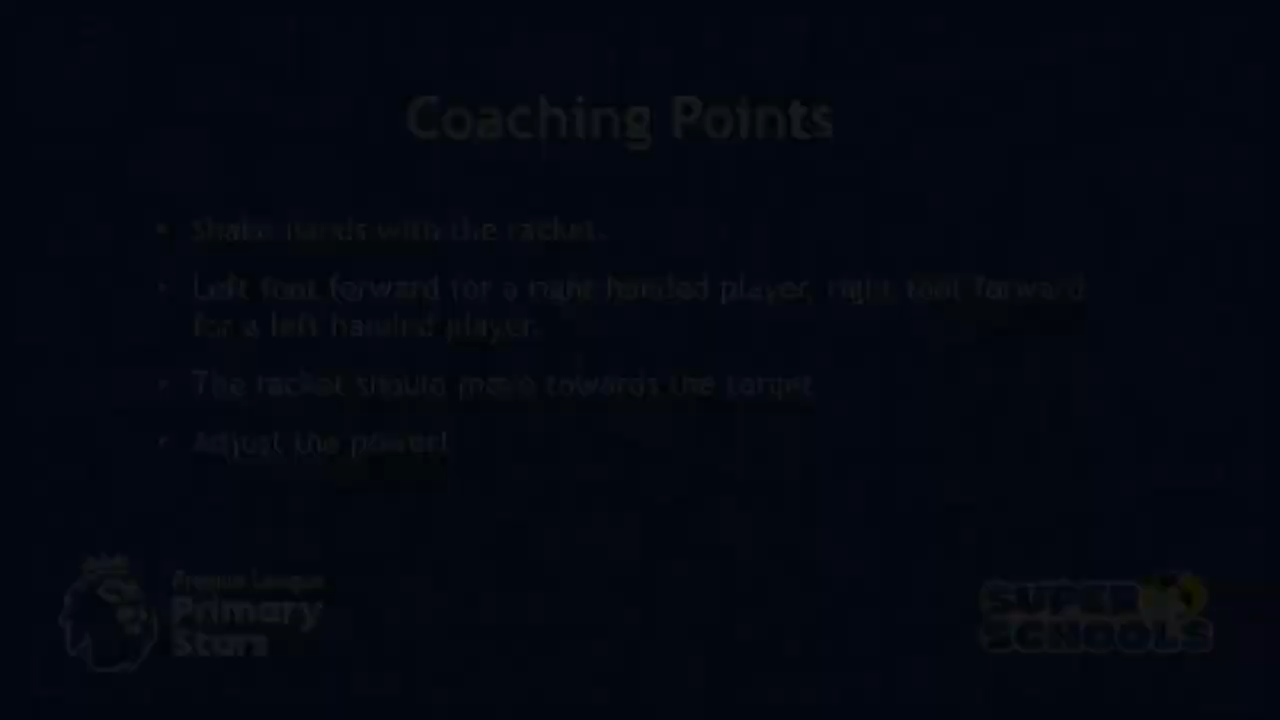 Coaching Points
• Shake hands with the racket.
• Left foot forward for a right handed player, right foot forward
for a left handed player.
• The racket should move towards the target
• Adjust the power!
Premier League
Primary
Stars
SUPER
SCHOOLS